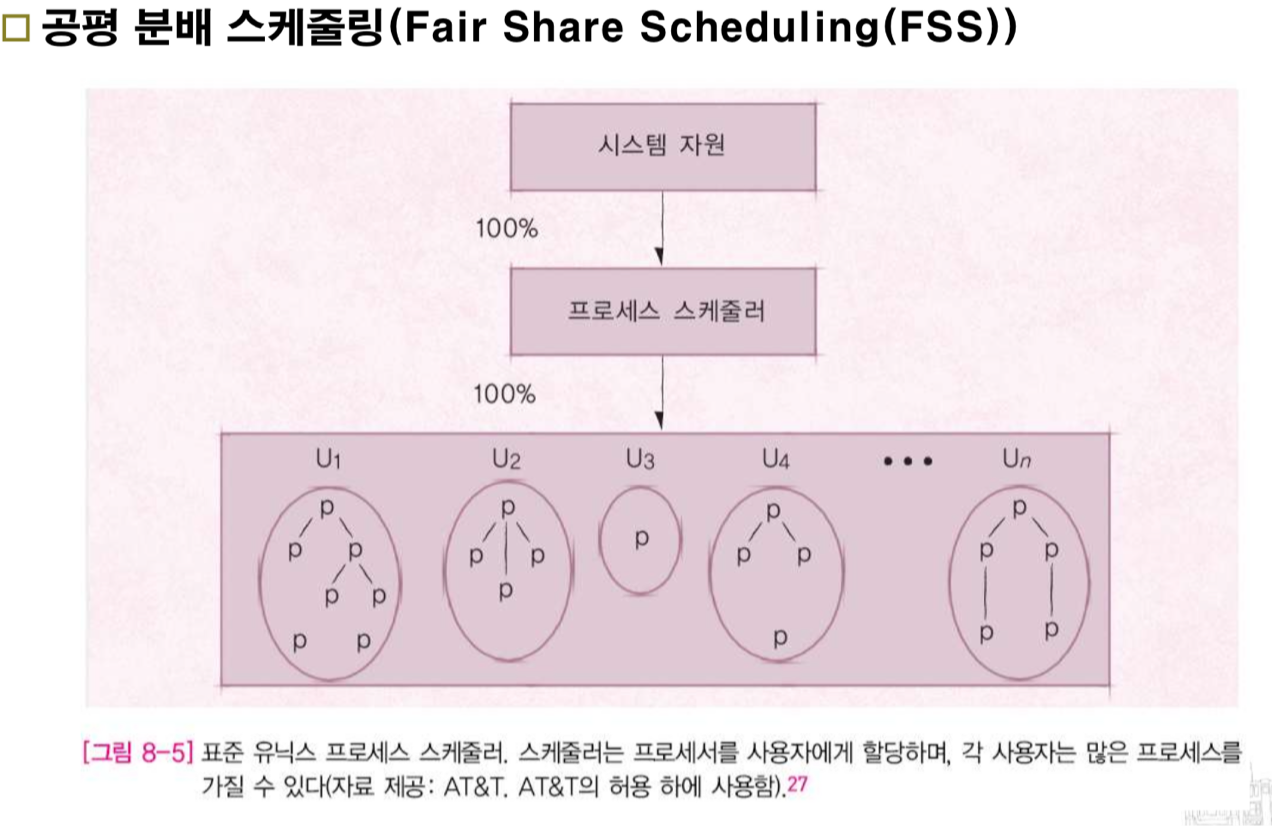 공평 분배 스케줄링(Fair Share Scheduling(FSS))
시스템 자원
100%
프로세스 스케줄러
100%
U1 U2 U3 U4 ••• Un
p p p p p
p p p p p p p p
p p p
p p p p p
[그림 8-5] 표준 유닉스 프로세스 스케줄러. 스케줄러는 프로세서를 사용자에게 할당하며, 각 사용자는 많은 프로세스를
가질 수 있다(자료 제공: AT&T. AT&T의 허용 하에 사용함).27